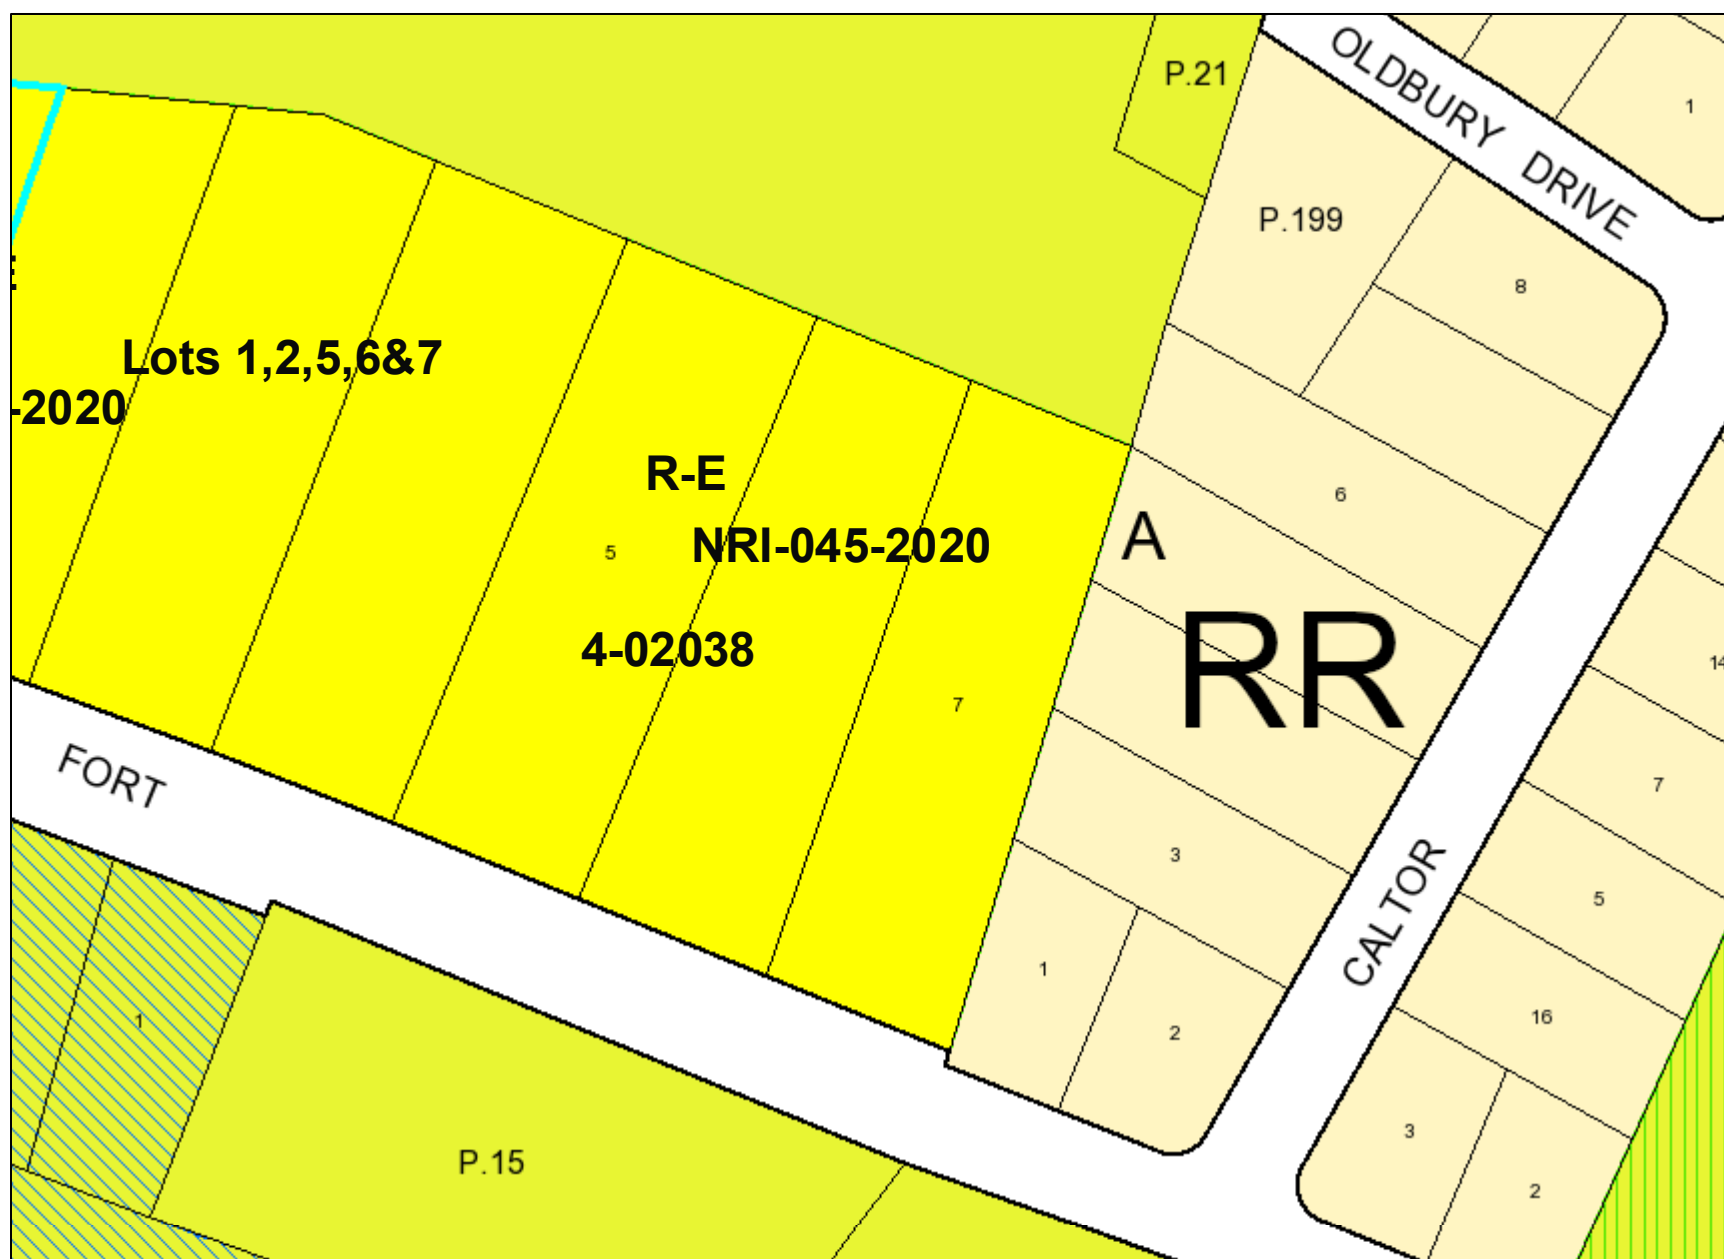 P.21
OLDBURY DRIVE
1
P.199
8
Lots 1,2,5,6&7
-2020
R-E
6
A
NRI-045-2020
5
RR
4-02038
14
7
7
FORT
3
CALTOR
5
1
2
16
1
3
P.15
2